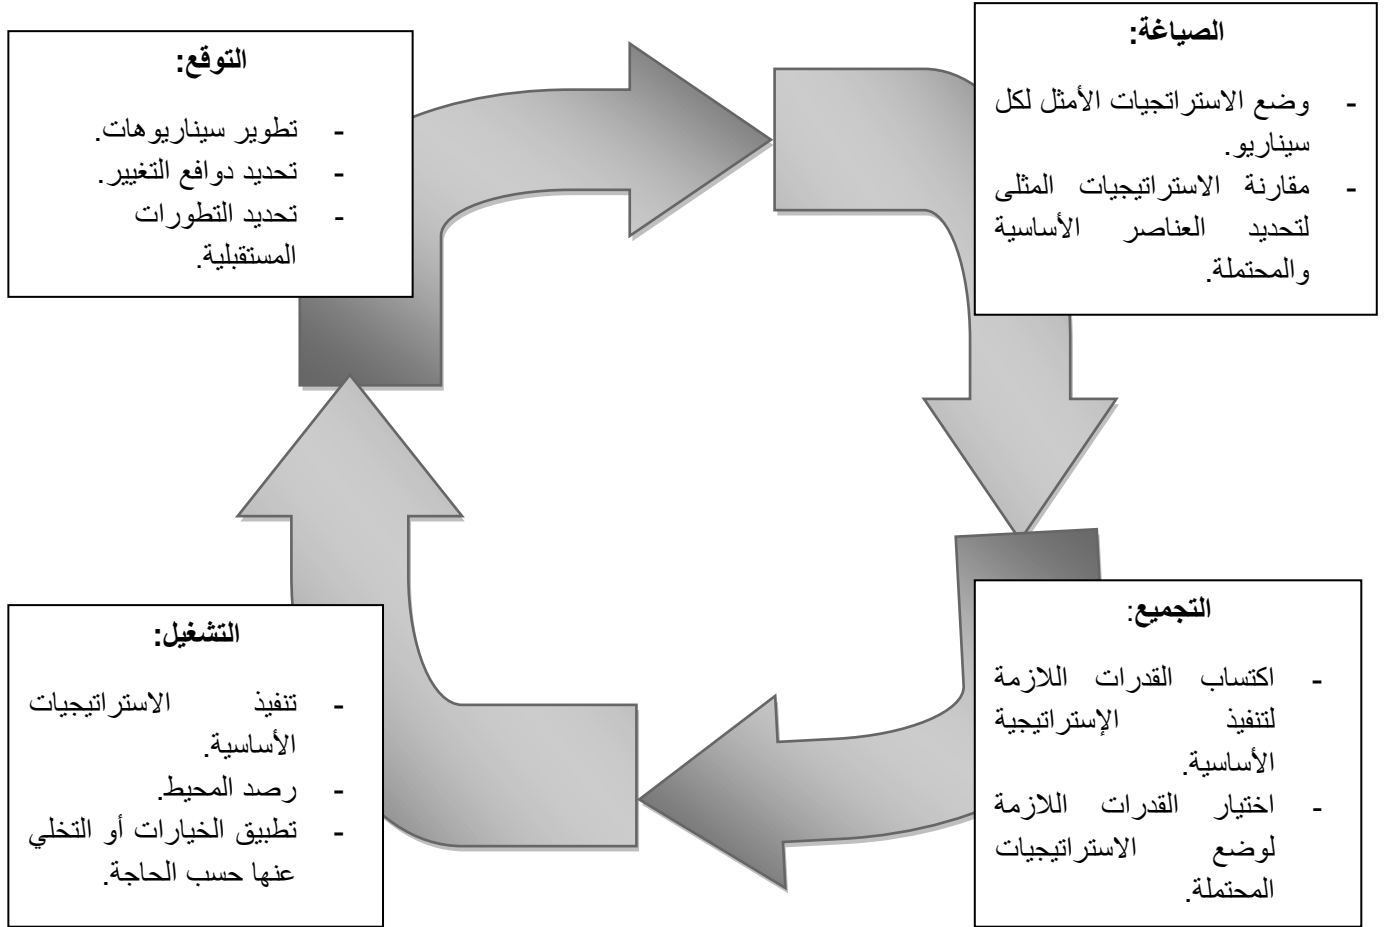 التوقع:
- تطوير سيناريوهات.
- تحديد دوافع التغيير.
- تحديد التطورات
المستقبلية.
الصياغة:
- وضع الاستراتجيات الأمثل لكل
سيناريو.
- مقارنة الاستراتيجيات المثلى
لتحديد العناصر الأساسية
والمحتملة.
التجميع:
- اكتساب القدرات اللازمة
لتنفيذ الإستراتيجية
الأساسية.
- اختيار القدرات اللازمة
لوضع الاستراتيجيات
المحتملة.
التشغيل:
- تنفيذ الاستراتيجيات
الأساسية.
- رصد المحيط.
- تطبيق الخيارات أو التخلي
عنها حسب الحاجة.